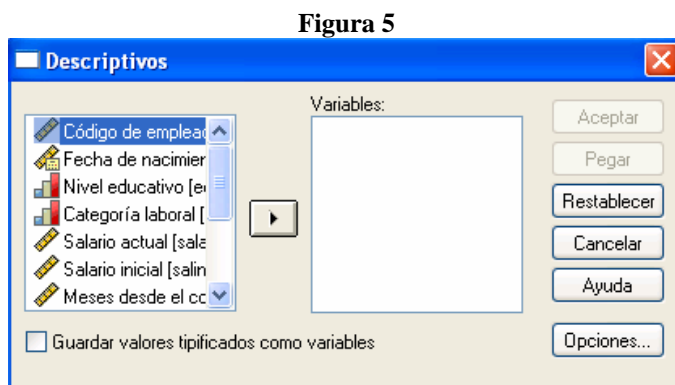 Figura 5
Descriptivos
Variables:
Código de emplead
Fecha de nacimier
Nivel educativo [e
Categoría laboral [
Salario actual [sala
Salario inicial [salin
Meses desde el co
Aceptar
Pegar
Restablecer
Cancelar
Ayuda
Guardar valores tipificados como variables
Opciones...